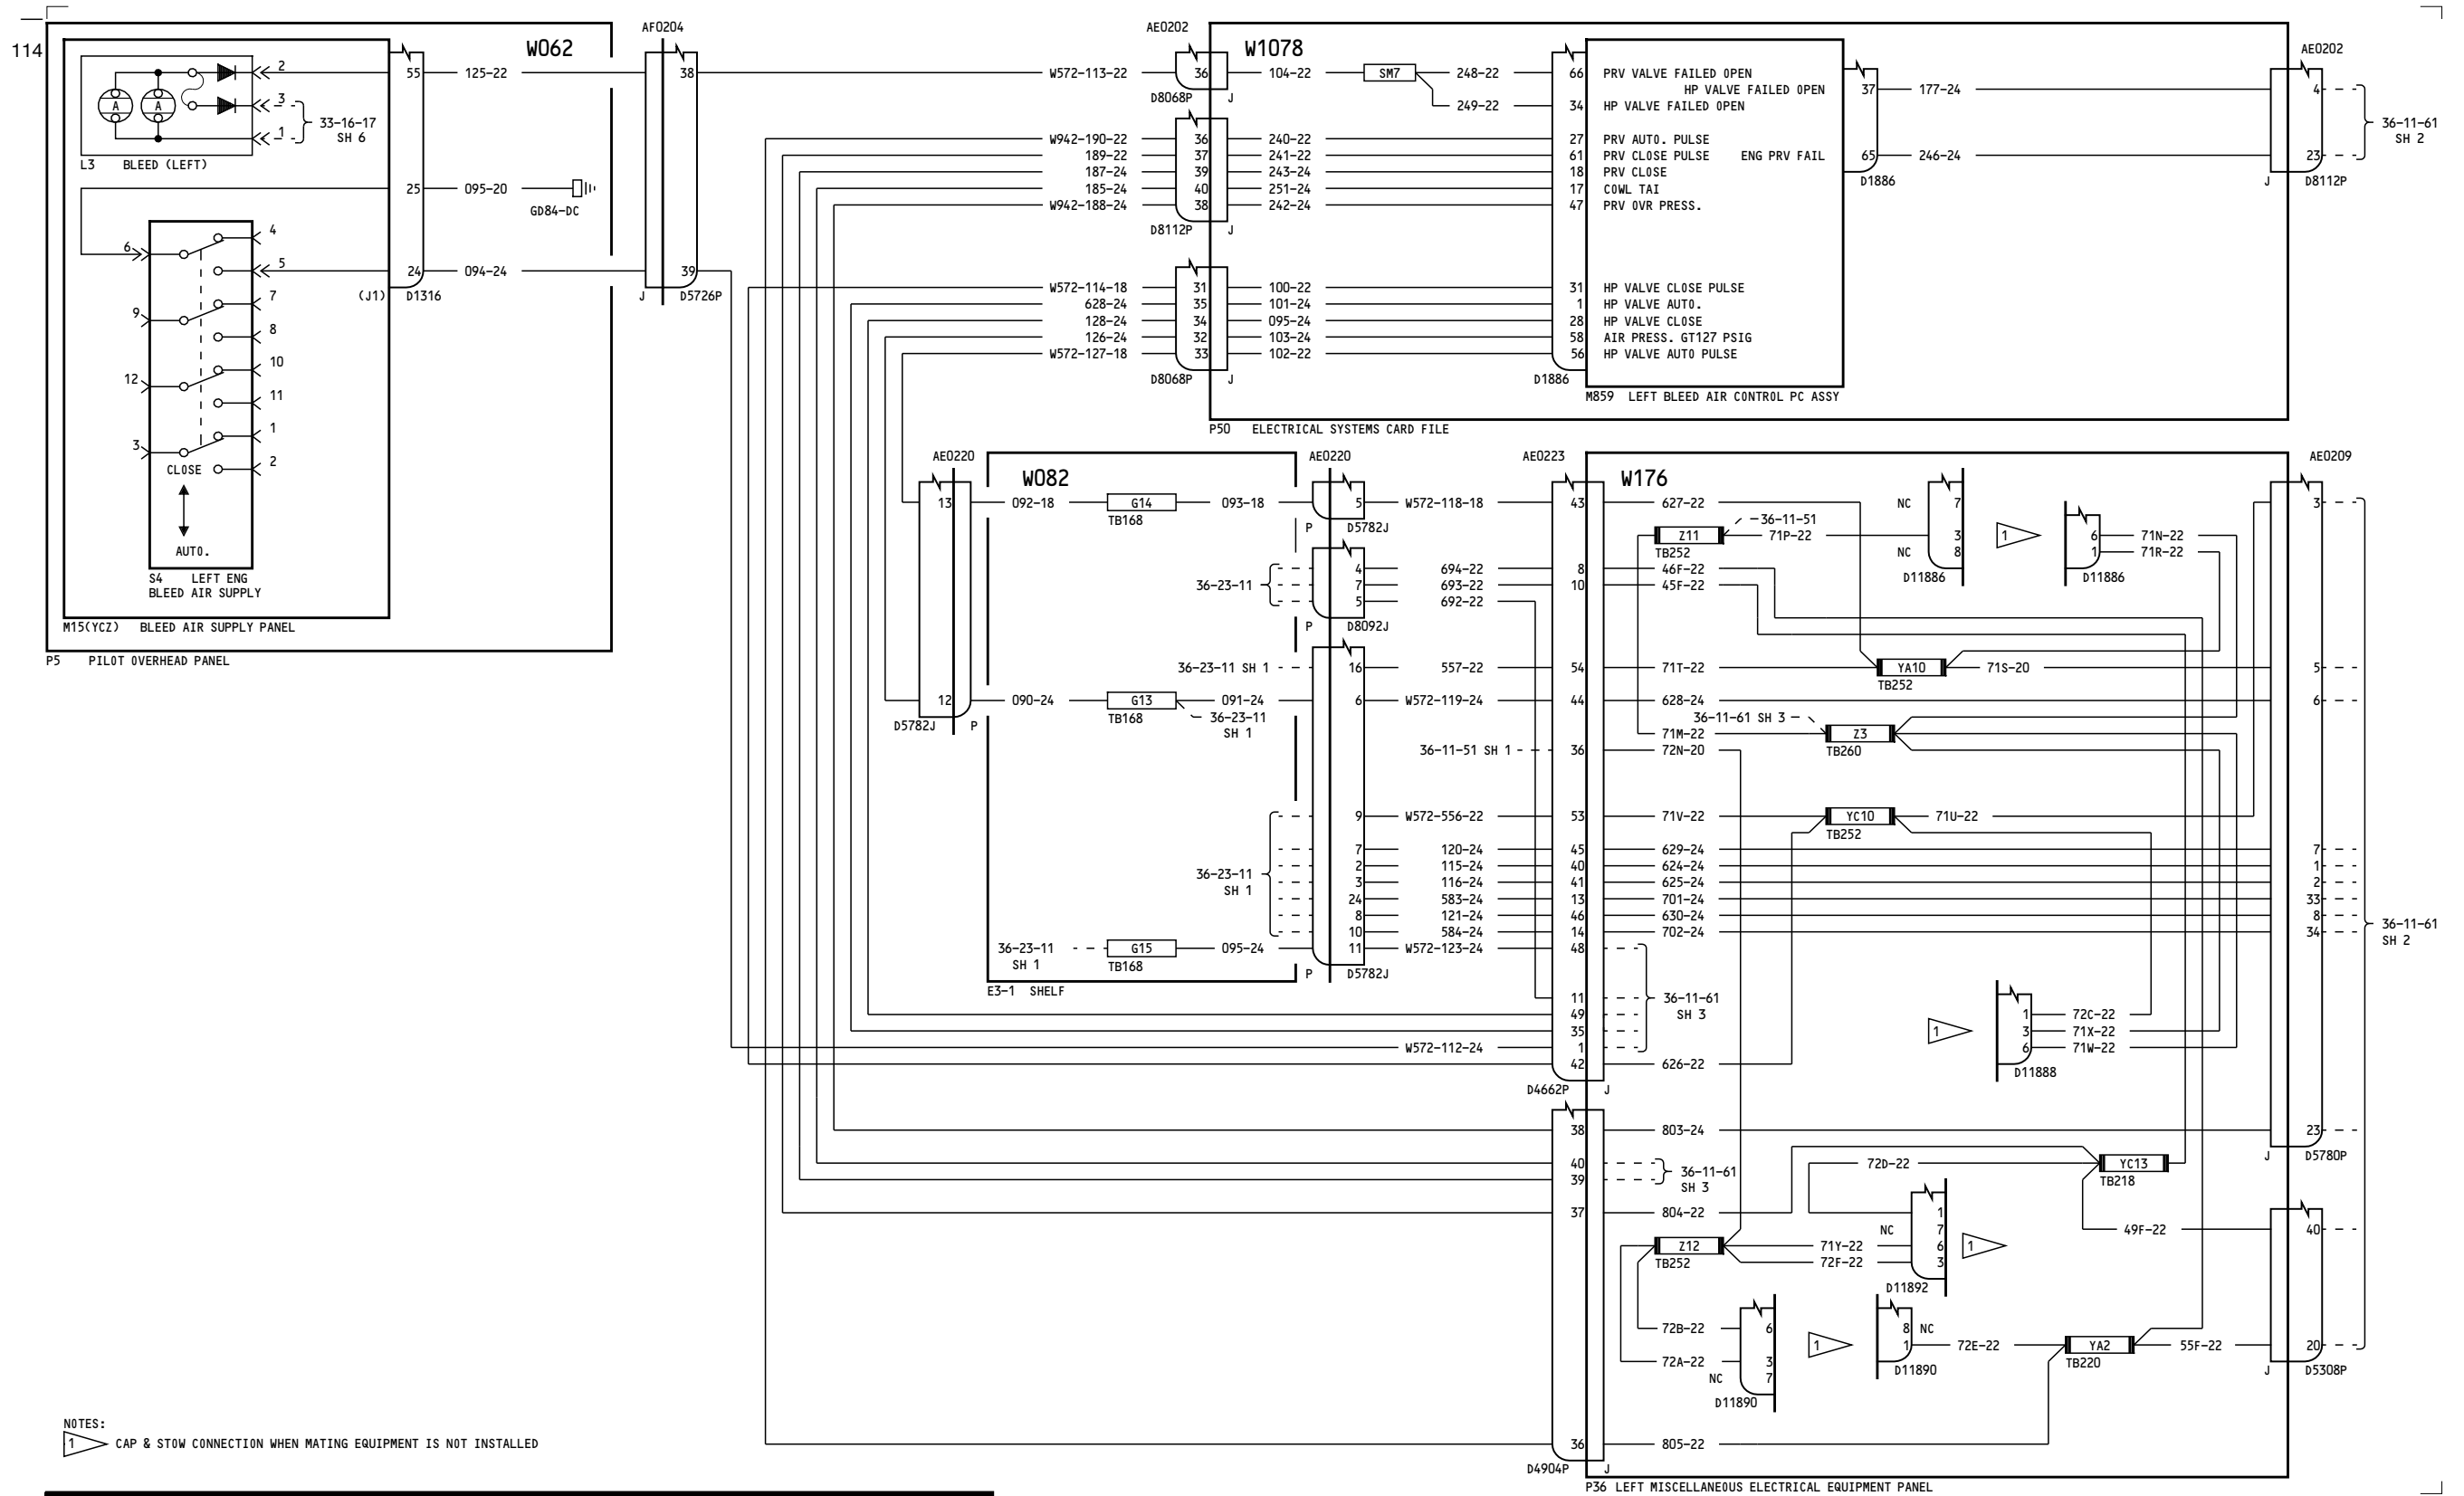 114
W062
L3 BLEED (LEFT)
A A
2
3
1
33-16-17
SH 6
55 125-22
25 095-20
GD84-DC
24 094-24
(J1) D1316
6 4
5
9 7
8
12 10
11
3 1
2
CLOSE
AUTO.
S4 LEFT ENG
BLEED AIR SUPPLY
M15(YCZ) BLEED AIR SUPPLY PANEL
P5 PILOT OVERHEAD PANEL
AF0204
38
39
J D5726P
AE0202
W1078
W572-113-22 36 104-22 SM7 248-22 66 PRV VALVE FAILED OPEN
D8068P J
249-22 34 HP VALVE FAILED OPEN
HP VALVE FAILED OPEN 37 177-24 4
W942-190-22 36 240-22 27 PRV AUTO. PULSE
189-22 37 241-22 61 PRV CLOSE PULSE ENG PRV FAIL 65 246-24 23
187-24 39 243-24 18 PRV CLOSE
185-24 40 251-24 17 COWL TAI
W942-188-24 38 242-24 47 PRV OVR PRESS.
D8112P J
D1886
AE0202
J D8112P
36-11-61
SH 2
W572-114-18 31 100-22 31 HP VALVE CLOSE PULSE
628-24 35 101-24 1 HP VALVE AUTO.
128-24 34 095-24 28 HP VALVE CLOSE
126-24 32 103-24 58 AIR PRESS. GT127 PSIG
W572-127-18 33 102-22 56 HP VALVE AUTO PULSE
D8068P J D1886
M859 LEFT BLEED AIR CONTROL PC ASSY
P50 ELECTRICAL SYSTEMS CARD FILE
AE0220
W082
AE0220
AE0223
W176
AE0209
13 092-18 G14 093-18 5 W572-118-18 43 627-22
TB168
P D5782J
36-23-11
4 694-22 8 46F-22
7 693-22 10 45F-22
5 692-22
P D8092J
36-23-11 SH 1 16 557-22 54 71T-22 YA10 71S-20 5
TB252
12 090-24 G13 091-24 6 W572-119-24 44 628-24 6
D5782J P
TB168
36-23-11
SH 1
36-11-51 SH 1 36 72N-20
Z11
TB252
36-11-51
71P-22
NC 7
3
NC 8
D11886
1
6 71N-22
1 71R-22
D11886
3
36-11-61 SH 3
71M-22 Z3
TB260
9 W572-556-22 53 71V-22 YC10 71U-22
TB252
36-23-11
SH 1
7 120-24 45 629-24 7
2 115-24 40 624-24 1
3 116-24 41 625-24 2
24 583-24 13 701-24 33
8 121-24 46 630-24 8
10 584-24 14 702-24 34
36-23-11
SH 1
G15 095-24 11 W572-123-24 48
TB168
P D5782J
E3-1 SHELF
11
49
35
W572-112-24 1
36-11-61
SH 3
42 626-22
D4662P J
1
1 72C-22
3 71X-22
6 71W-22
D11888
36-11-61
SH 2
38 803-24 23
J D5780P
40
39
36-11-61
SH 3
72D-22 YC13
TB218
37 804-22
1
NC 7
6
3
D11892
1
49F-22 40
Z12
TB252
71Y-22
72F-22
72B-22 6
72A-22 3
NC 7
D11890
1
8 NC
1 72E-22
D11890
YA2
TB220
55F-22 20
J D5308P
36 805-22
D4904P J
P36 LEFT MISCELLANEOUS ELECTRICAL EQUIPMENT PANEL
NOTES:
1 CAP & STOW CONNECTION WHEN MATING EQUIPMENT IS NOT INSTALLED